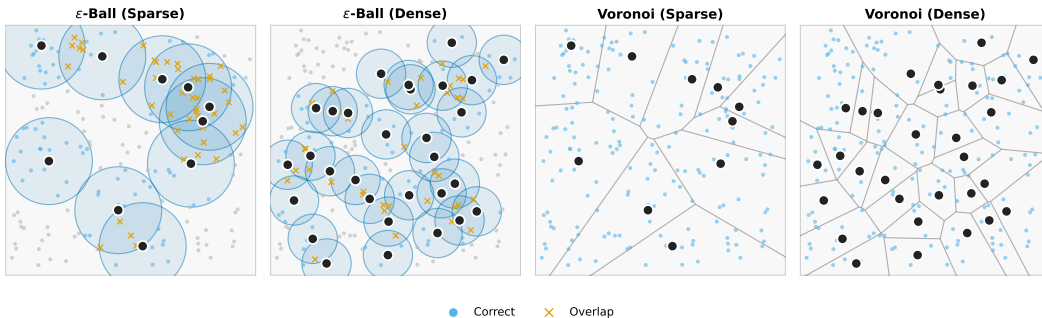 ε-Ball (Sparse)
ε-Ball (Dense)
Voronoi (Sparse)
Voronoi (Dense)
Correct
Overlap